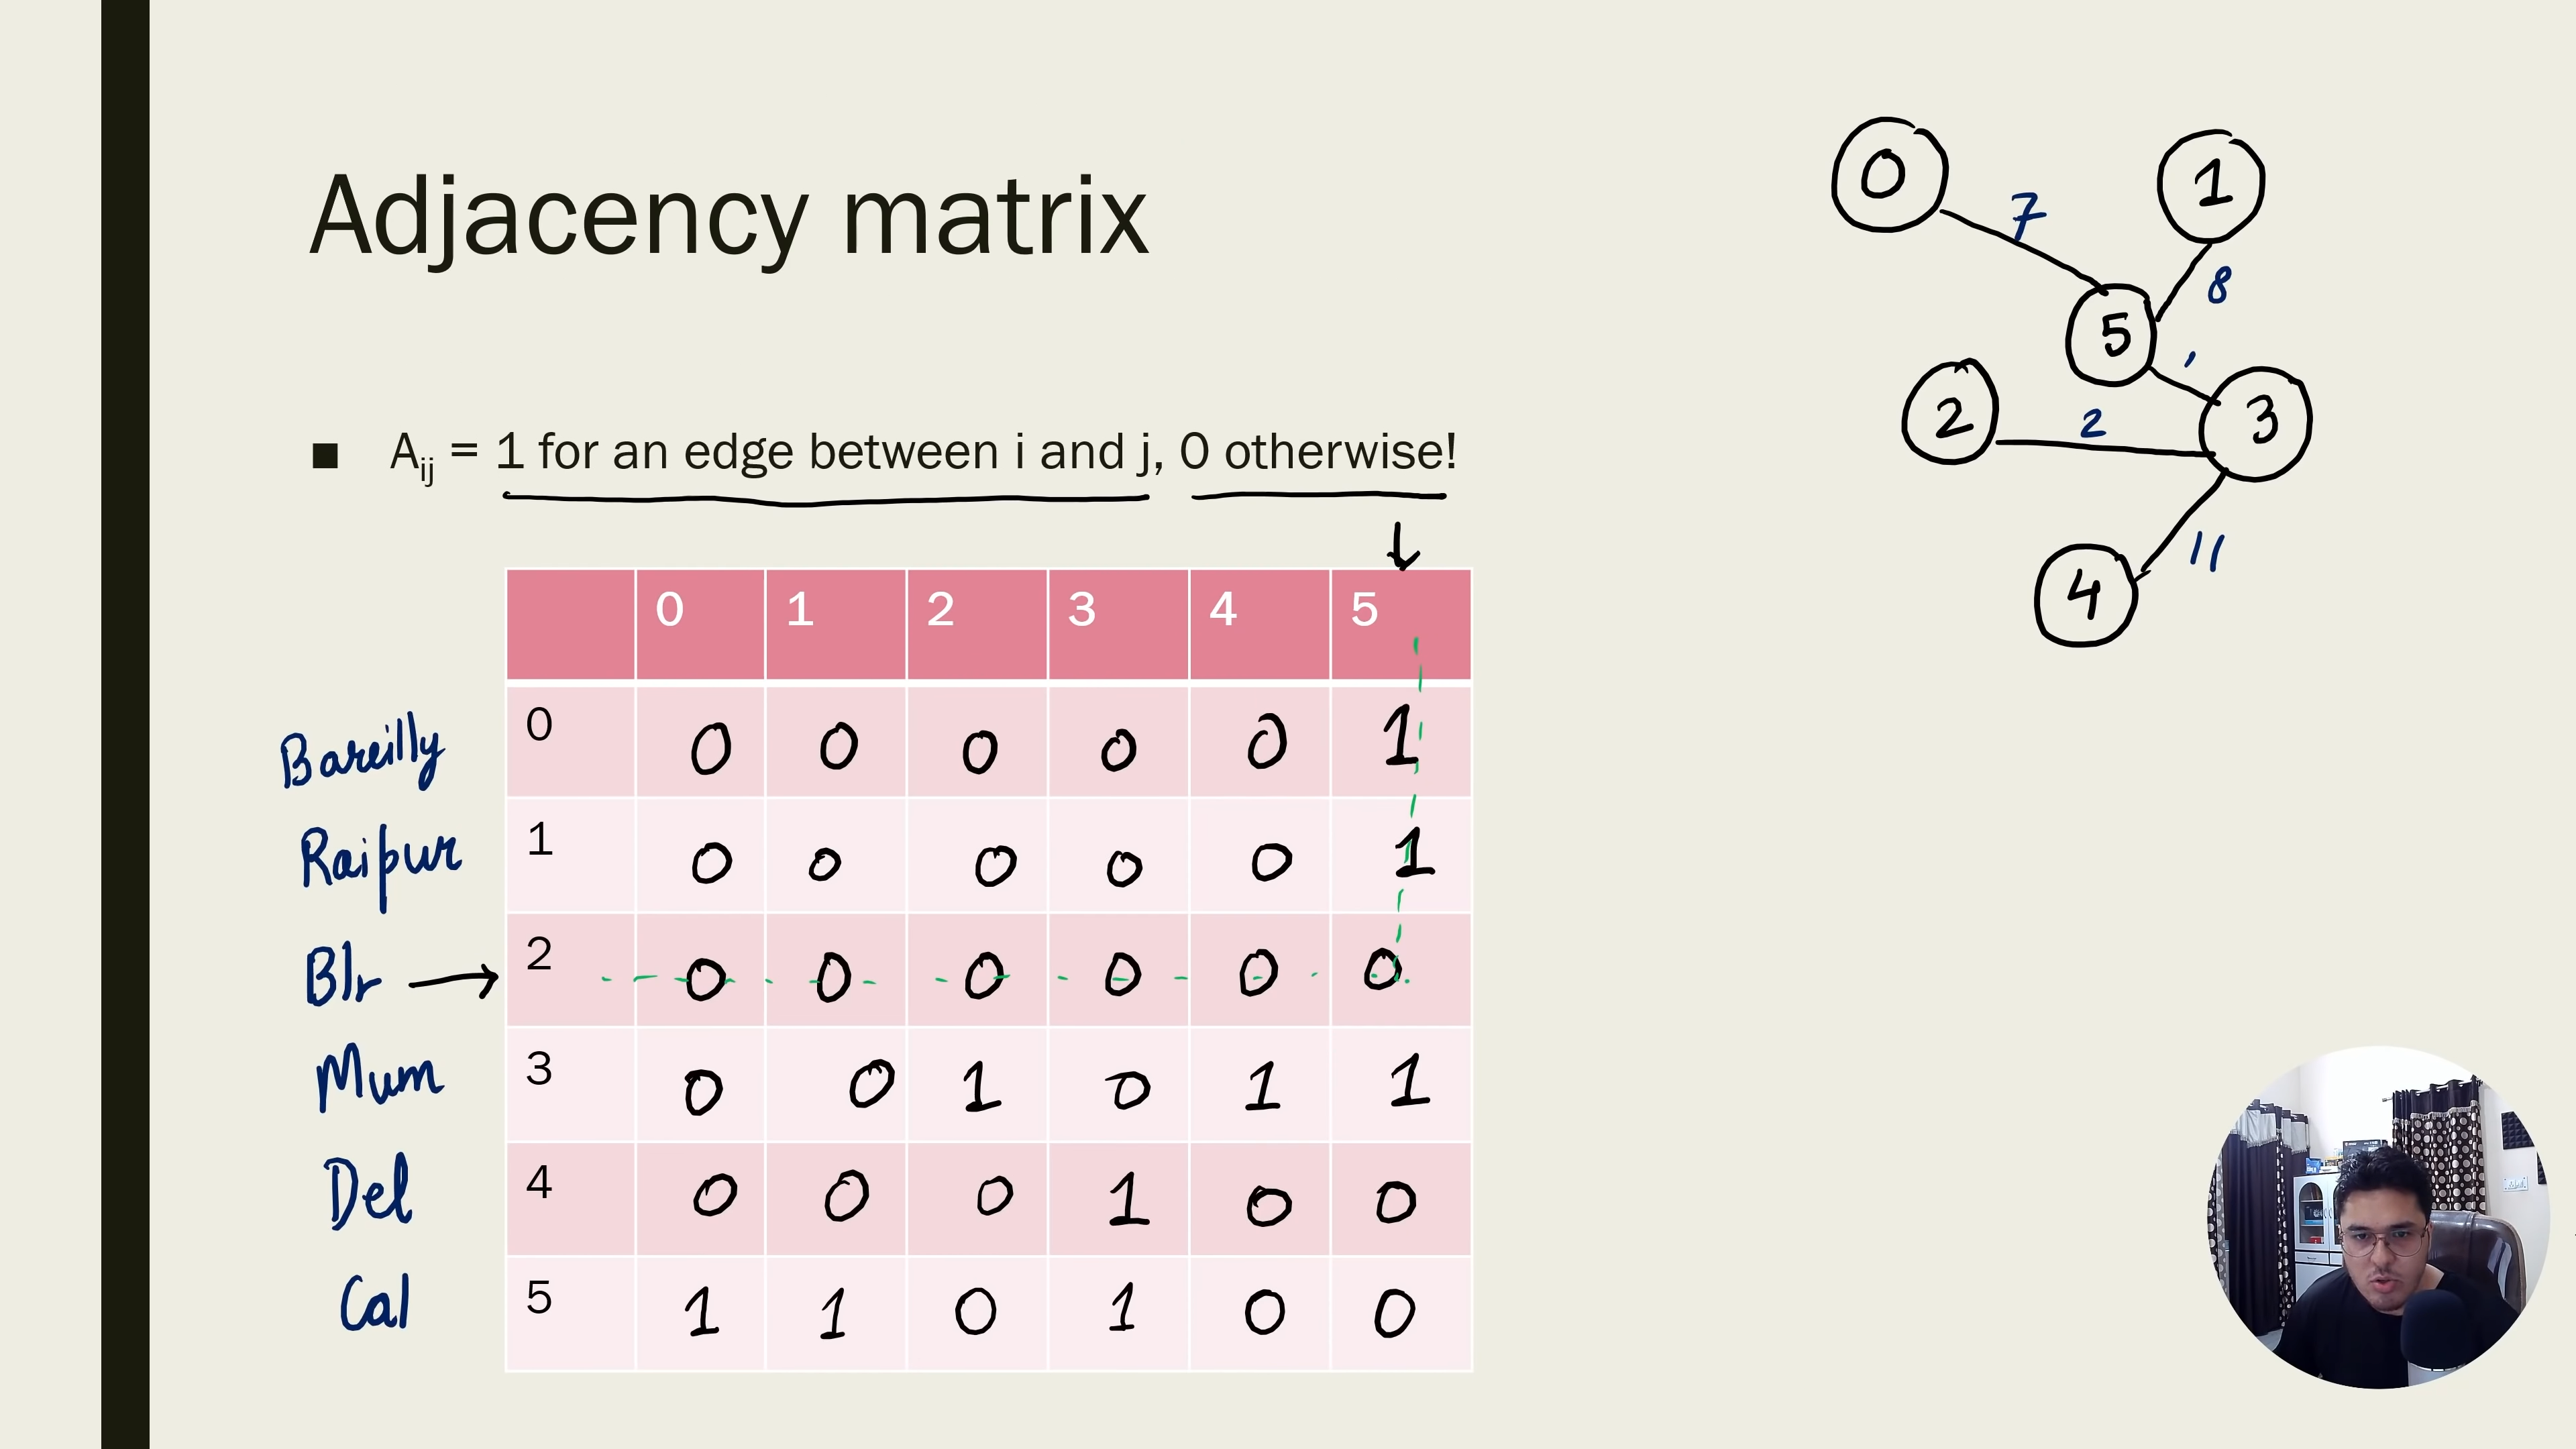 Adjacency matrix
■ Aij = 1 for an edge between i and j, 0 otherwise!
0 1 2 3 4 5
Bareilly 0 0 0 0 0 0 1
Raipur 1 0 0 0 0 0 1
Blr 2 0 0 0 0 0 0
Mum 3 0 0 1 0 1 1
Del 4 0 0 0 1 0 0
Cal 5 1 1 0 1 0 0
0 1
7
8
5
2 2 3
11
4